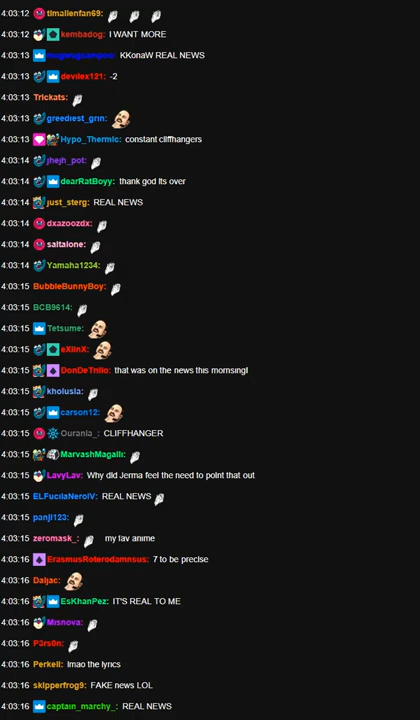 4:03:12 timallenfan69:
4:03:12 kembadog: I WANT MORE
4:03:13 KKonaW REAL NEWS
4:03:13 devilex121: -2
4:03:13 Trickats:
4:03:13 greediest_grin:
4:03:13 Hypo_Thermic: constant cliffhangers
4:03:14 jhejh_pot:
4:03:14 dearRatBoyy: thank god its over
4:03:14 just_sterg: REAL NEWS
4:03:14 dxazoozdx:
4:03:14 saltalone:
4:03:14 Yamaha1234:
4:03:15 BubbleBunnyBoy:
4:03:15 BCB9614:
4:03:15 Tetsume:
4:03:15 eXIinX:
4:03:15 DonDeTrillo: that was on the news this mornsingl
4:03:15 kholusia:
4:03:15 carson12:
4:03:15 Ourania_: CLIFFHANGER
4:03:15 MarvashMagalli:
4:03:15 LavyLav: Why did Jerma feel the need to point that out
4:03:15 ELFucilaNerolV: REAL NEWS
4:03:15 panji123:
4:03:15 zeromask_: my fav anime
4:03:16 ErasmusRoterodamnsus: 7 to be precise
4:03:16 Daljac:
4:03:16 EsKhanPez: IT'S REAL TO ME
4:03:16 Misnova:
4:03:16 P3rs0n:
4:03:16 Perkell: lmao the lyrics
4:03:16 skipperfrog9: FAKE news LOL
4:03:16 captain_marchy_: REAL NEWS